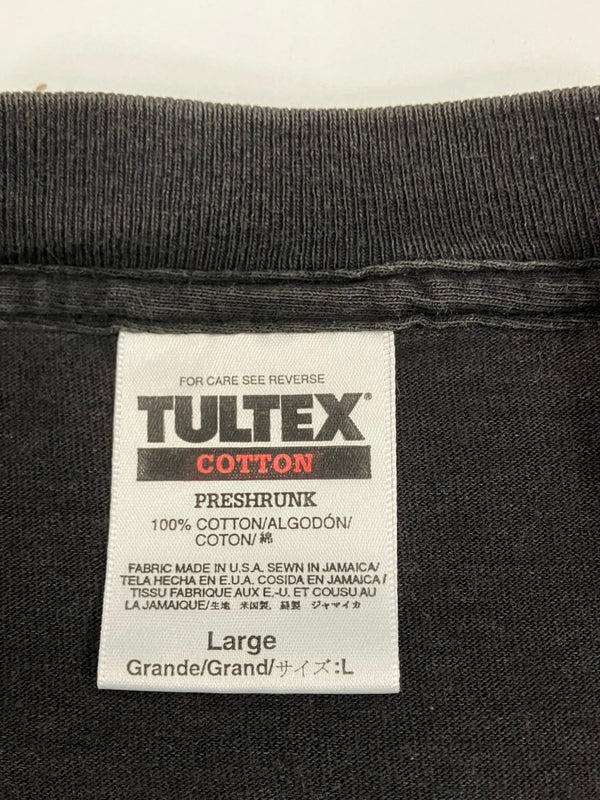 FOR CARE SEE REVERSE
TULTEX®
COTTON
PRESHRUNK
100% COTTON/ALGODÓN/
COTON/綿
FABRIC MADE IN U.S.A. SEWN IN JAMAICA/
TELA HECHA EN E.U.A. COSIDA EN JAMAICA/
TISSU FABRIQUE AUX E.-U. ET COUSU AU
LA JAMAIQUE/生地 米国製, 縫製 ジャマイカ
Large
Grande/Grand/サイズ:L